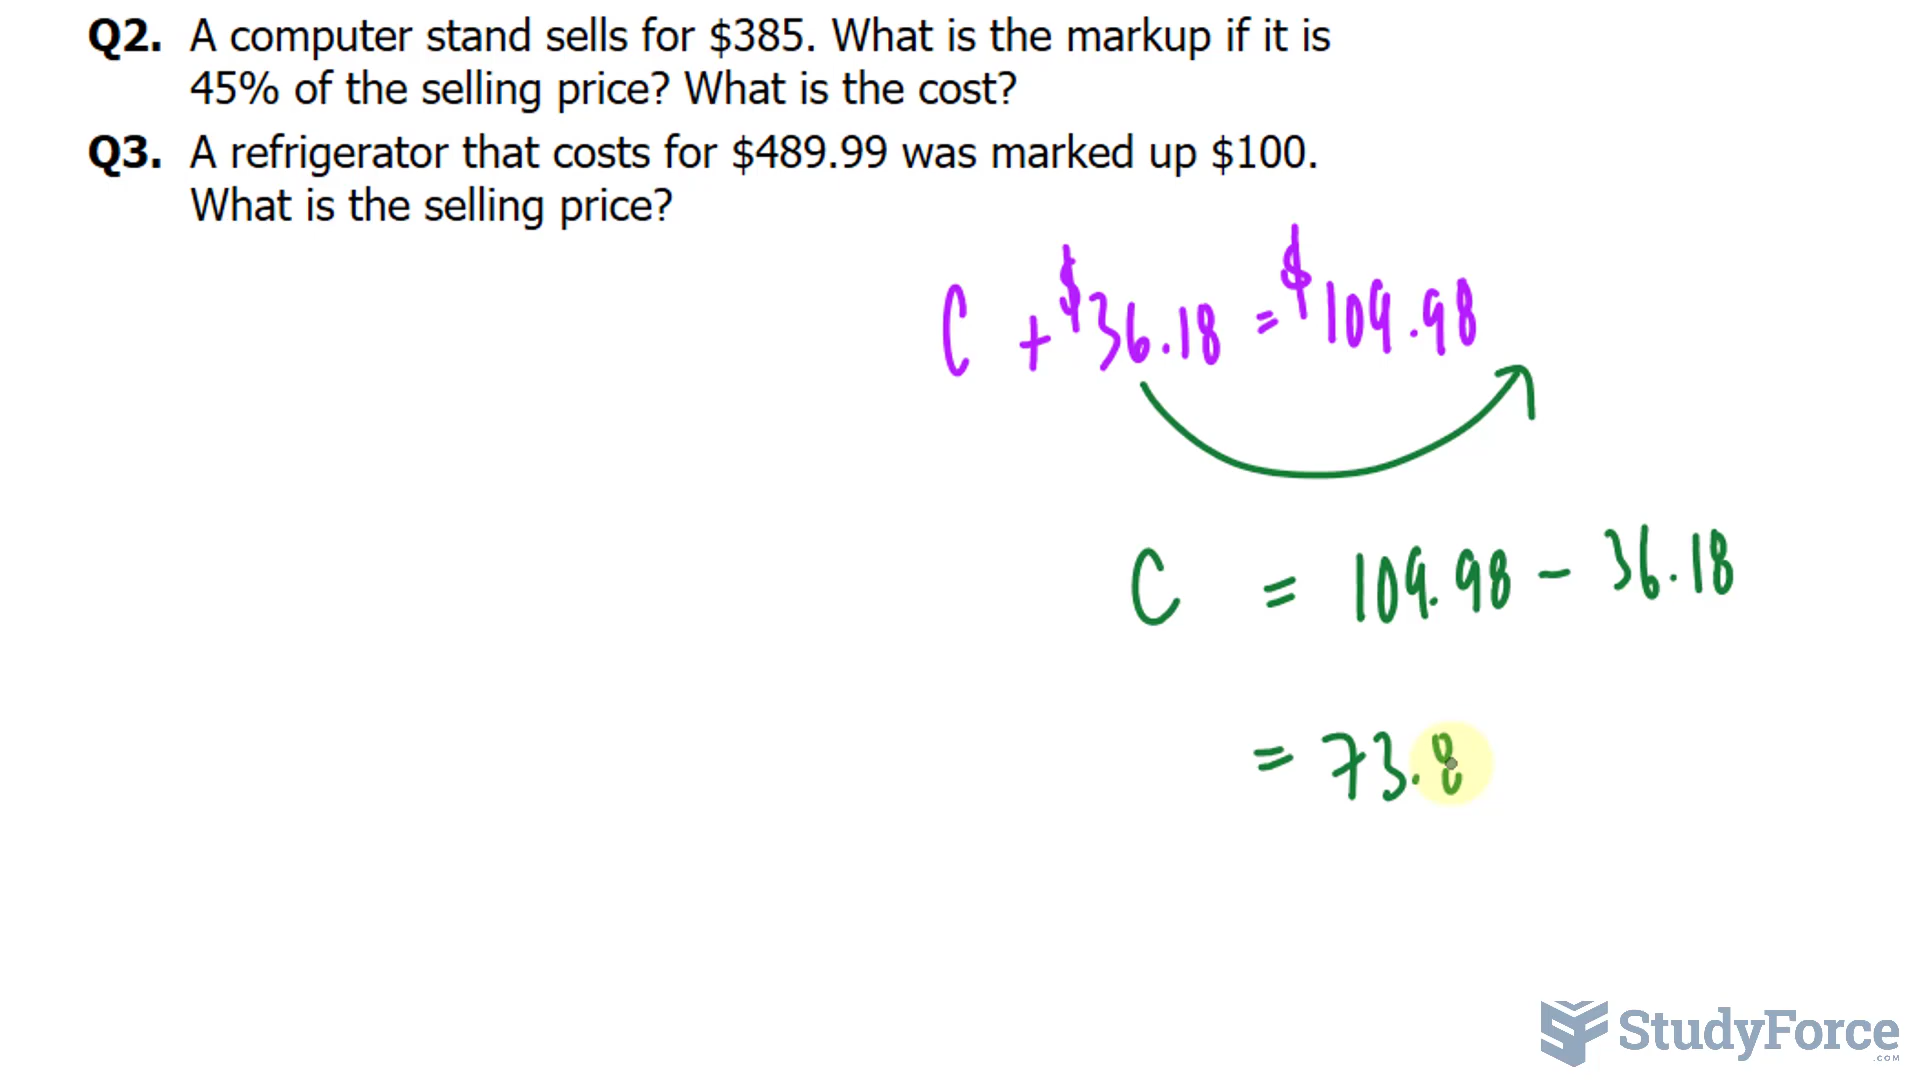 Q2. A computer stand sells for $385. What is the markup if it is
45% of the selling price? What is the cost?
Q3. A refrigerator that costs for $489.99 was marked up $100.
What is the selling price?
C + $36.18 = $109.98
C = 109.98 - 36.18
= 73.8
StudyForce
.COM